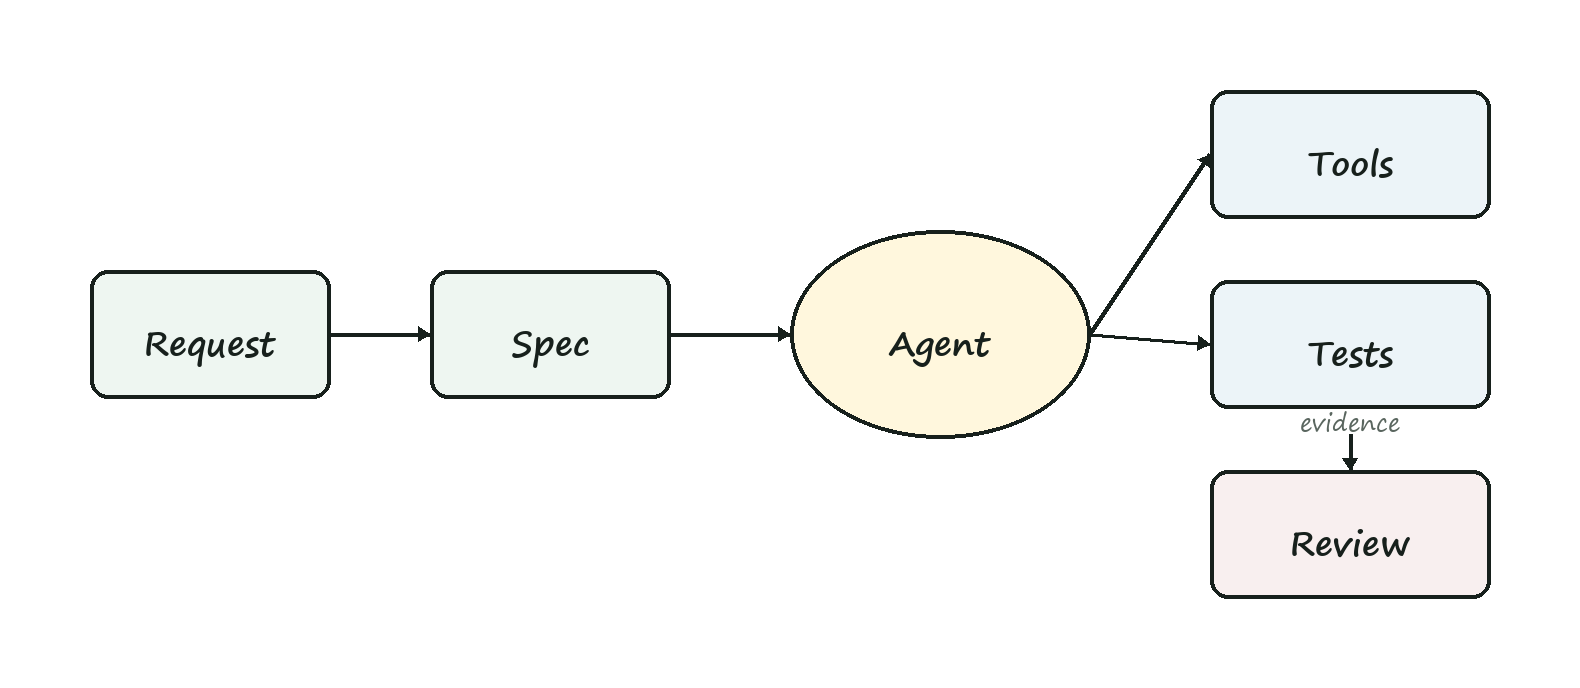 Request
Spec
Agent
Tools
Tests
evidence
Review